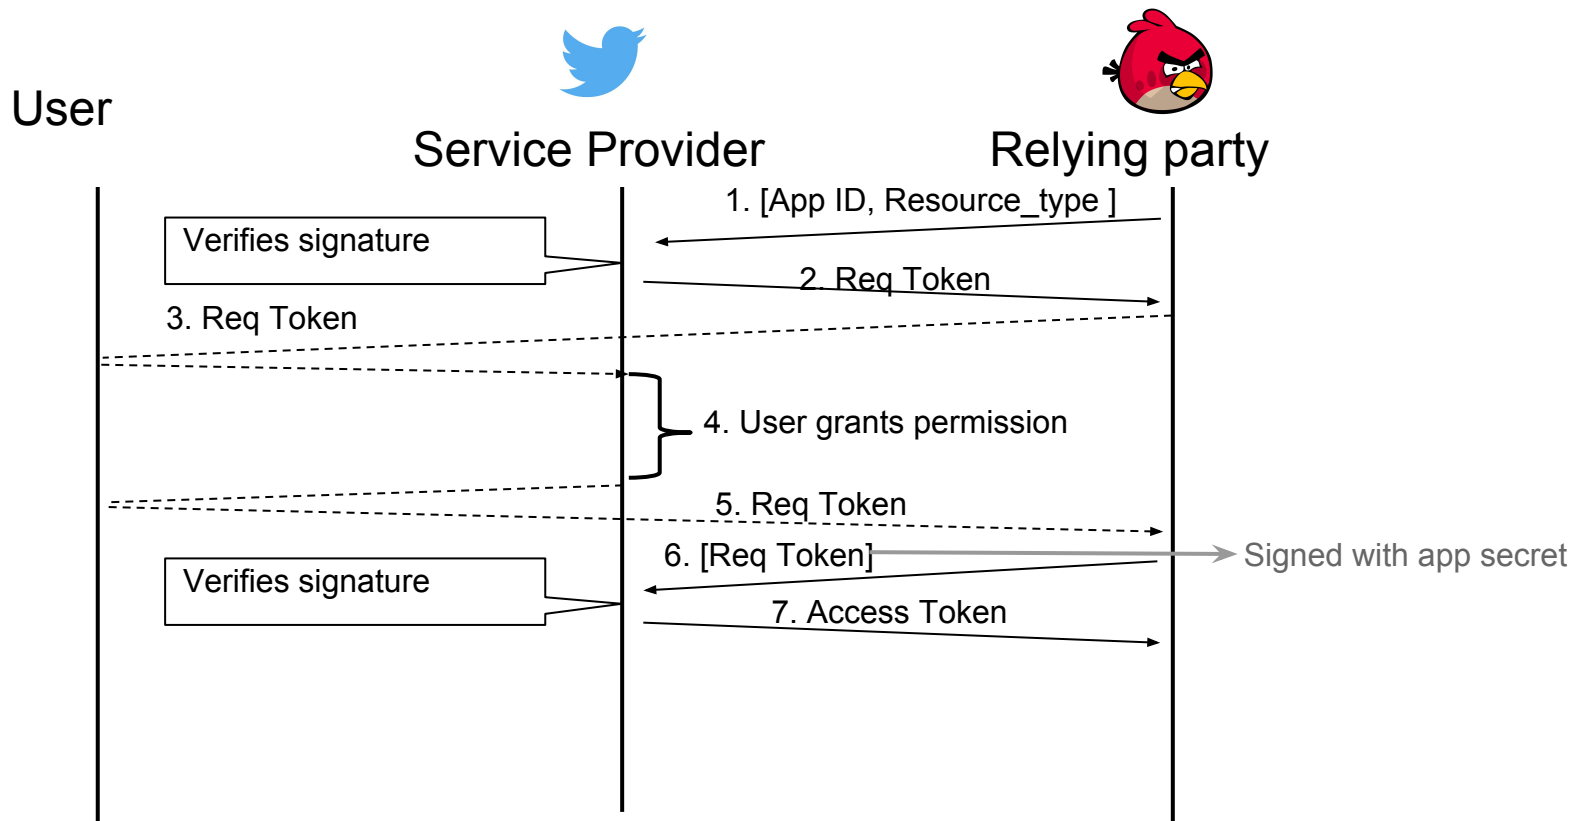 User
Service Provider
Relying party
1. [App ID, Resource_type ]
Verifies signature
2. Req Token
3. Req Token
4. User grants permission
5. Req Token
6. [Req Token]
Signed with app secret
Verifies signature
7. Access Token